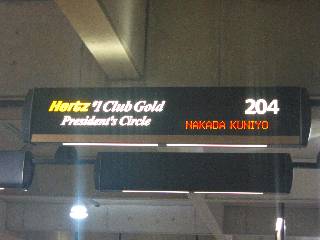 Hertz #1 Club Gold 204
President's Circle NAKADA KUNIYO